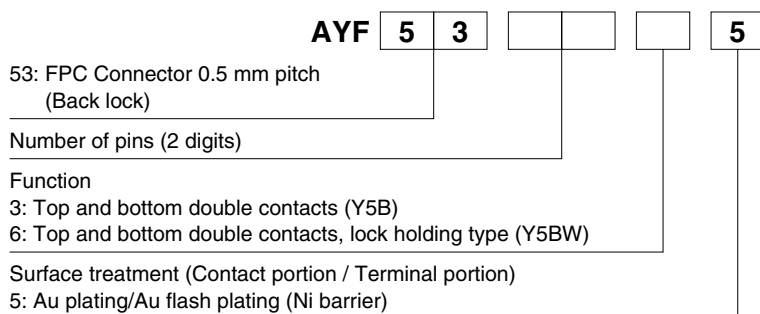 AYF 5 3 5
53: FPC Connector 0.5 mm pitch
(Back lock)
Number of pins (2 digits)
Function
3: Top and bottom double contacts (Y5B)
6: Top and bottom double contacts, lock holding type (Y5BW)
Surface treatment (Contact portion / Terminal portion)
5: Au plating/Au flash plating (Ni barrier)